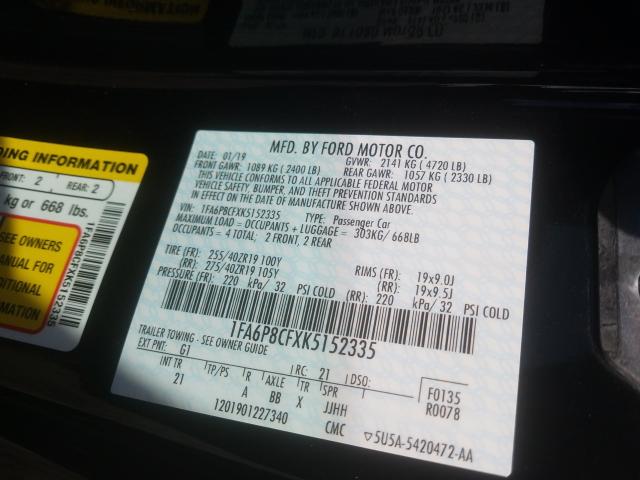 DING INFORMATION
FRONT: 2 REAR: 2
kg or 668 lbs.
SEE OWNERS
MANUAL FOR
ADDITIONAL
INFORMATION
1FA6P8CFXK5152335
MFD. BY FORD MOTOR CO.
DATE: 01/19 GVWR: 2141 KG ( 4720 LB)
FRONT GAWR: 1089 KG ( 2400 LB) REAR GAWR: 1057 KG ( 2330 LB)
THIS VEHICLE CONFORMS TO ALL APPLICABLE FEDERAL MOTOR
VEHICLE SAFETY, BUMPER, AND THEFT PREVENTION STANDARDS
IN EFFECT ON THE DATE OF MANUFACTURE SHOWN ABOVE.
VIN: 1FA6P8CFXK5152335 TYPE: Passenger Car
MAXIMUM LOAD = OCCUPANTS + LUGGAGE = 303KG/ 668LB
OCCUPANTS = 4 TOTAL; 2 FRONT, 2 REAR
TIRE (FR): 255/40ZR19 100Y RIMS (FR): 19x9.0J
(RR): 275/40ZR19 105Y (RR): 19x9.5J
PRESSURE (FR): 220 kPa/ 32 PSI COLD (RR): 220 kPa/ 32 PSI COLD
1FA6P8CFXK5152335
TRAILER TOWING - SEE OWNER GUIDE
EXT PNT: G1 RC: 21 DSO: F0135
INT TR TP/PS R AXLE TR SPR R0078
21 A BB X JJHH
1201901227340 CMC ▽5U5A-5420472-AA